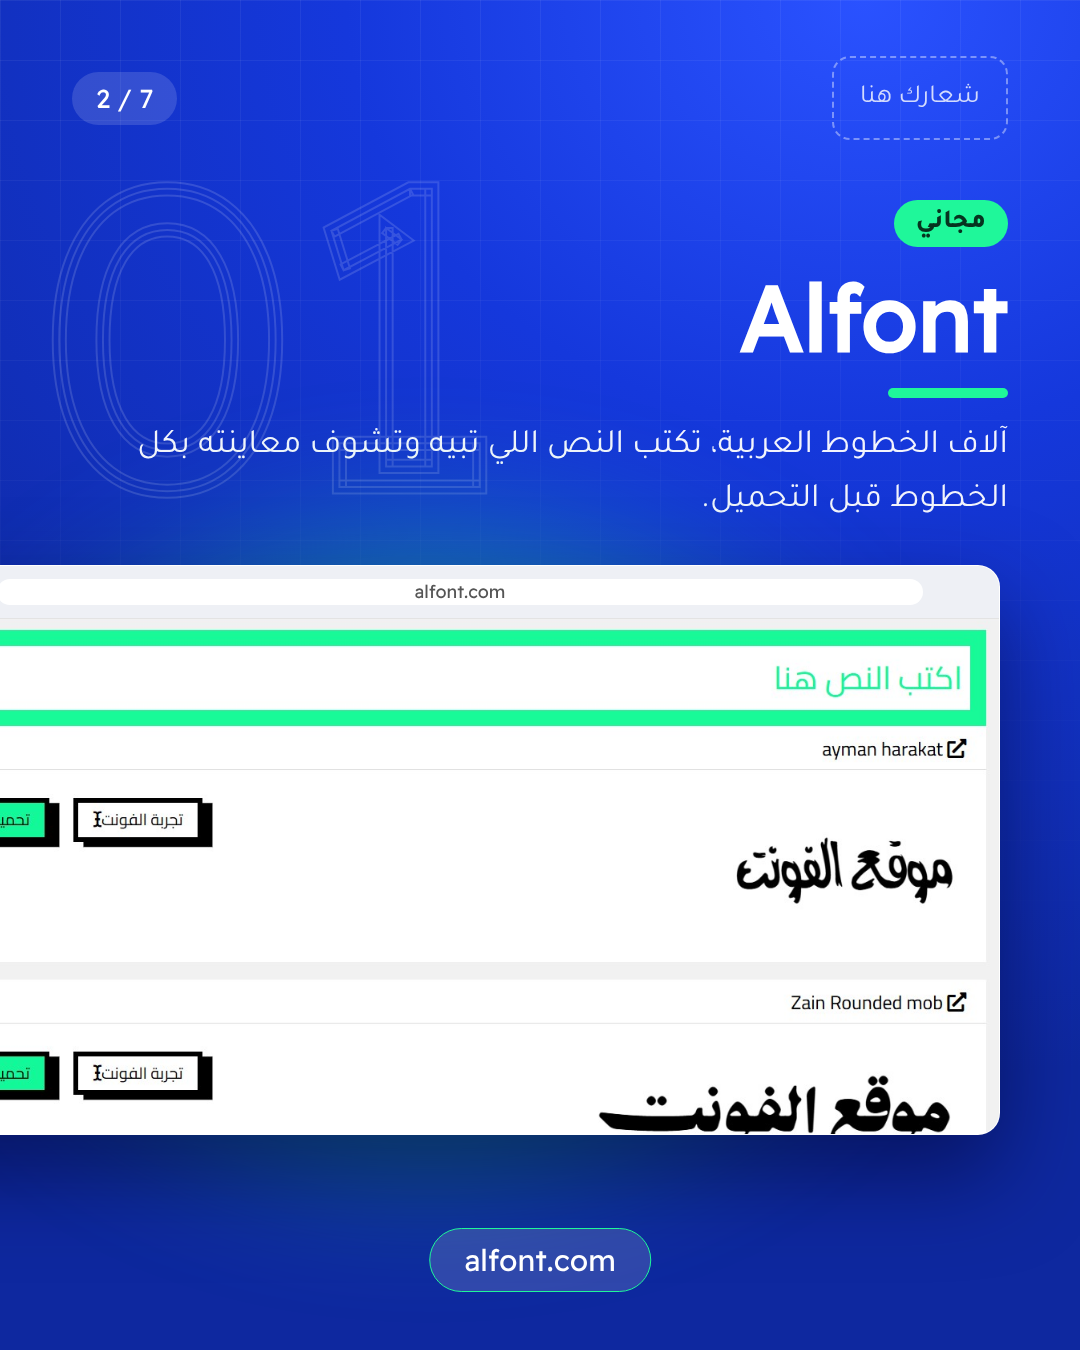 شعارك هنا
2 / 7
01
مجاني
Alfont
آلاف الخطوط العربية، تكتب النص اللي تبيه وتشوف معاينته بكل
الخطوط قبل التحميل.
alfont.com
اكتب النص هنا
ayman harakat
تجربة الفونت
موقع الفونت
Zain Rounded mob
تجربة الفونت
موقع الفونت
alfont.com